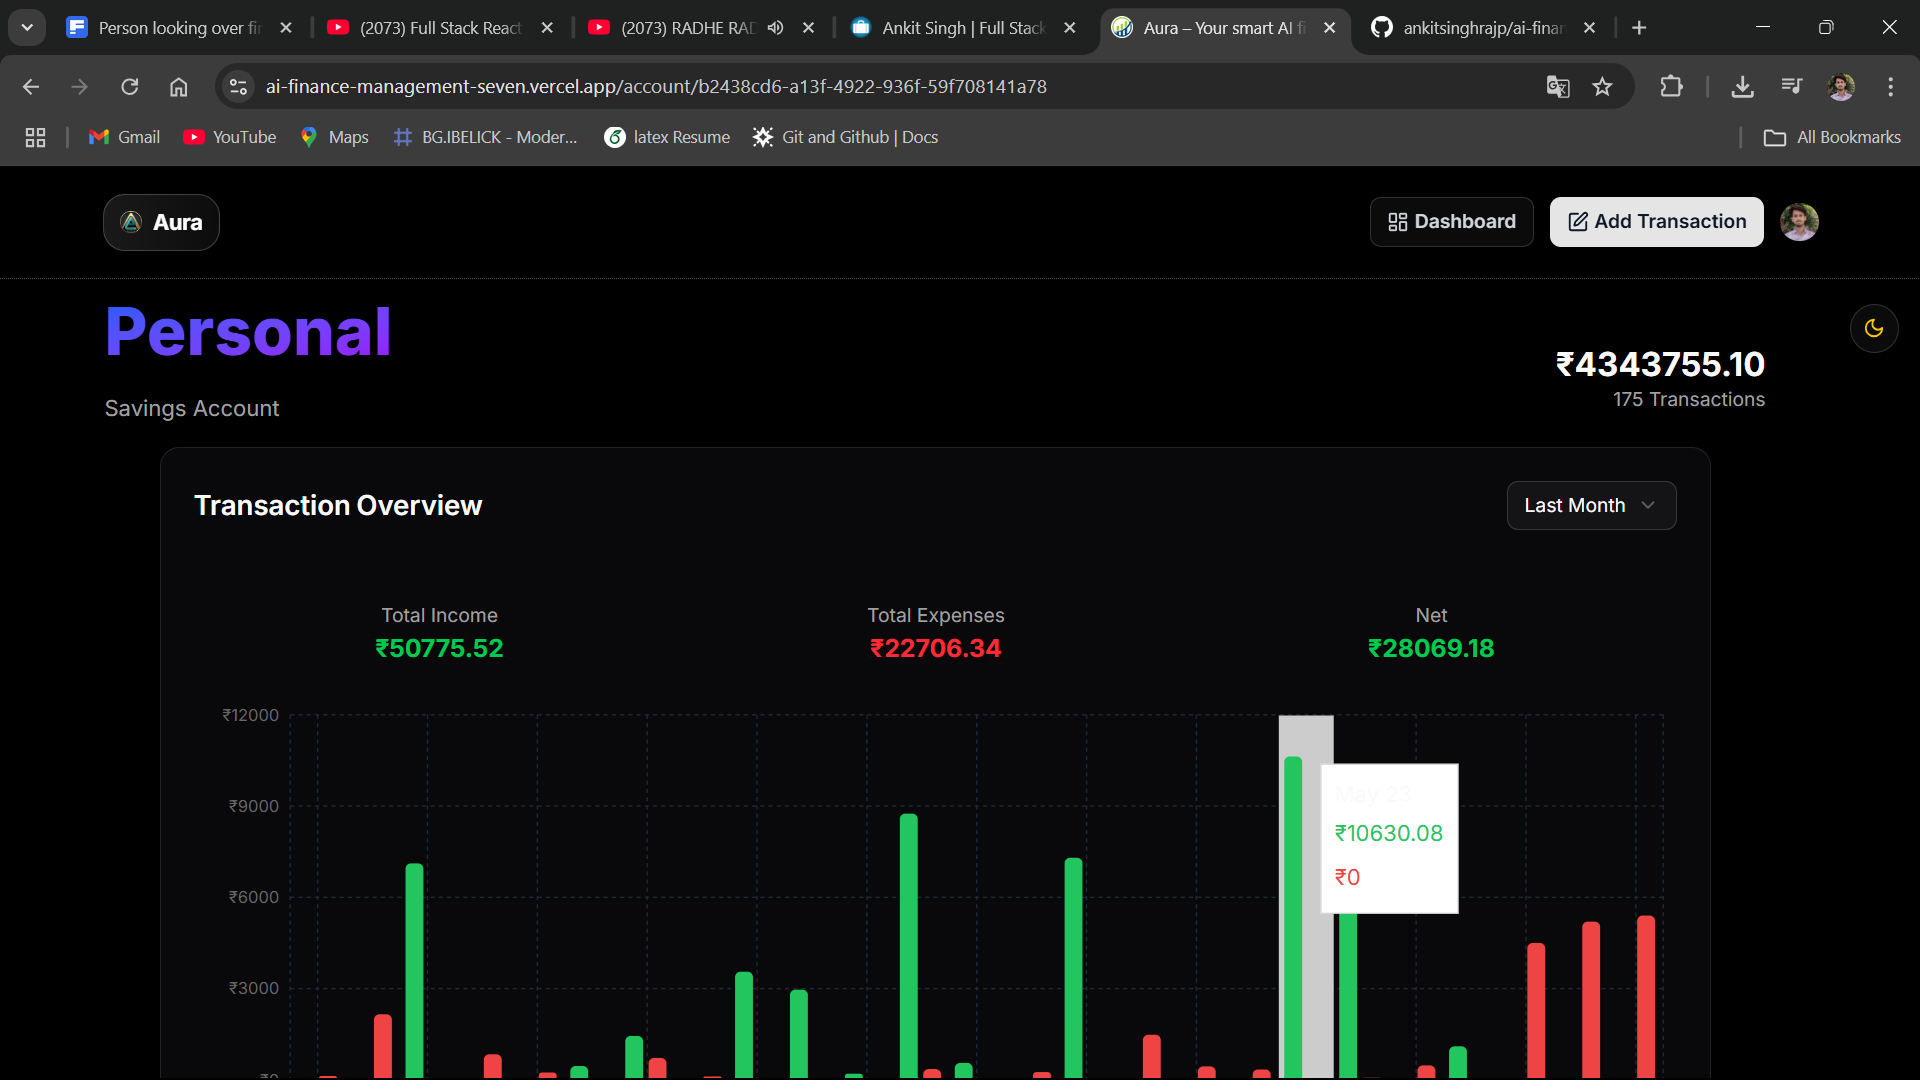 Person looking over fi
(2073) Full Stack React
(2073) RADHE RAD
Ankit Singh | Full Stack
Aura – Your smart AI fi
ankitsinghrajp/ai-finan
ai-finance-management-seven.vercel.app/account/b2438cd6-a13f-4922-936f-59f708141a78
Gmail
YouTube
Maps
BG.IBELICK - Moder...
latex Resume
Git and Github | Docs
All Bookmarks
Aura
Dashboard
Add Transaction
Personal
Savings Account
₹4343755.10
175 Transactions
Transaction Overview
Last Month
Total Income
₹50775.52
Total Expenses
₹22706.34
Net
₹28069.18
₹12000
₹9000
₹6000
₹3000
₹0
May 23
₹10630.08
₹0